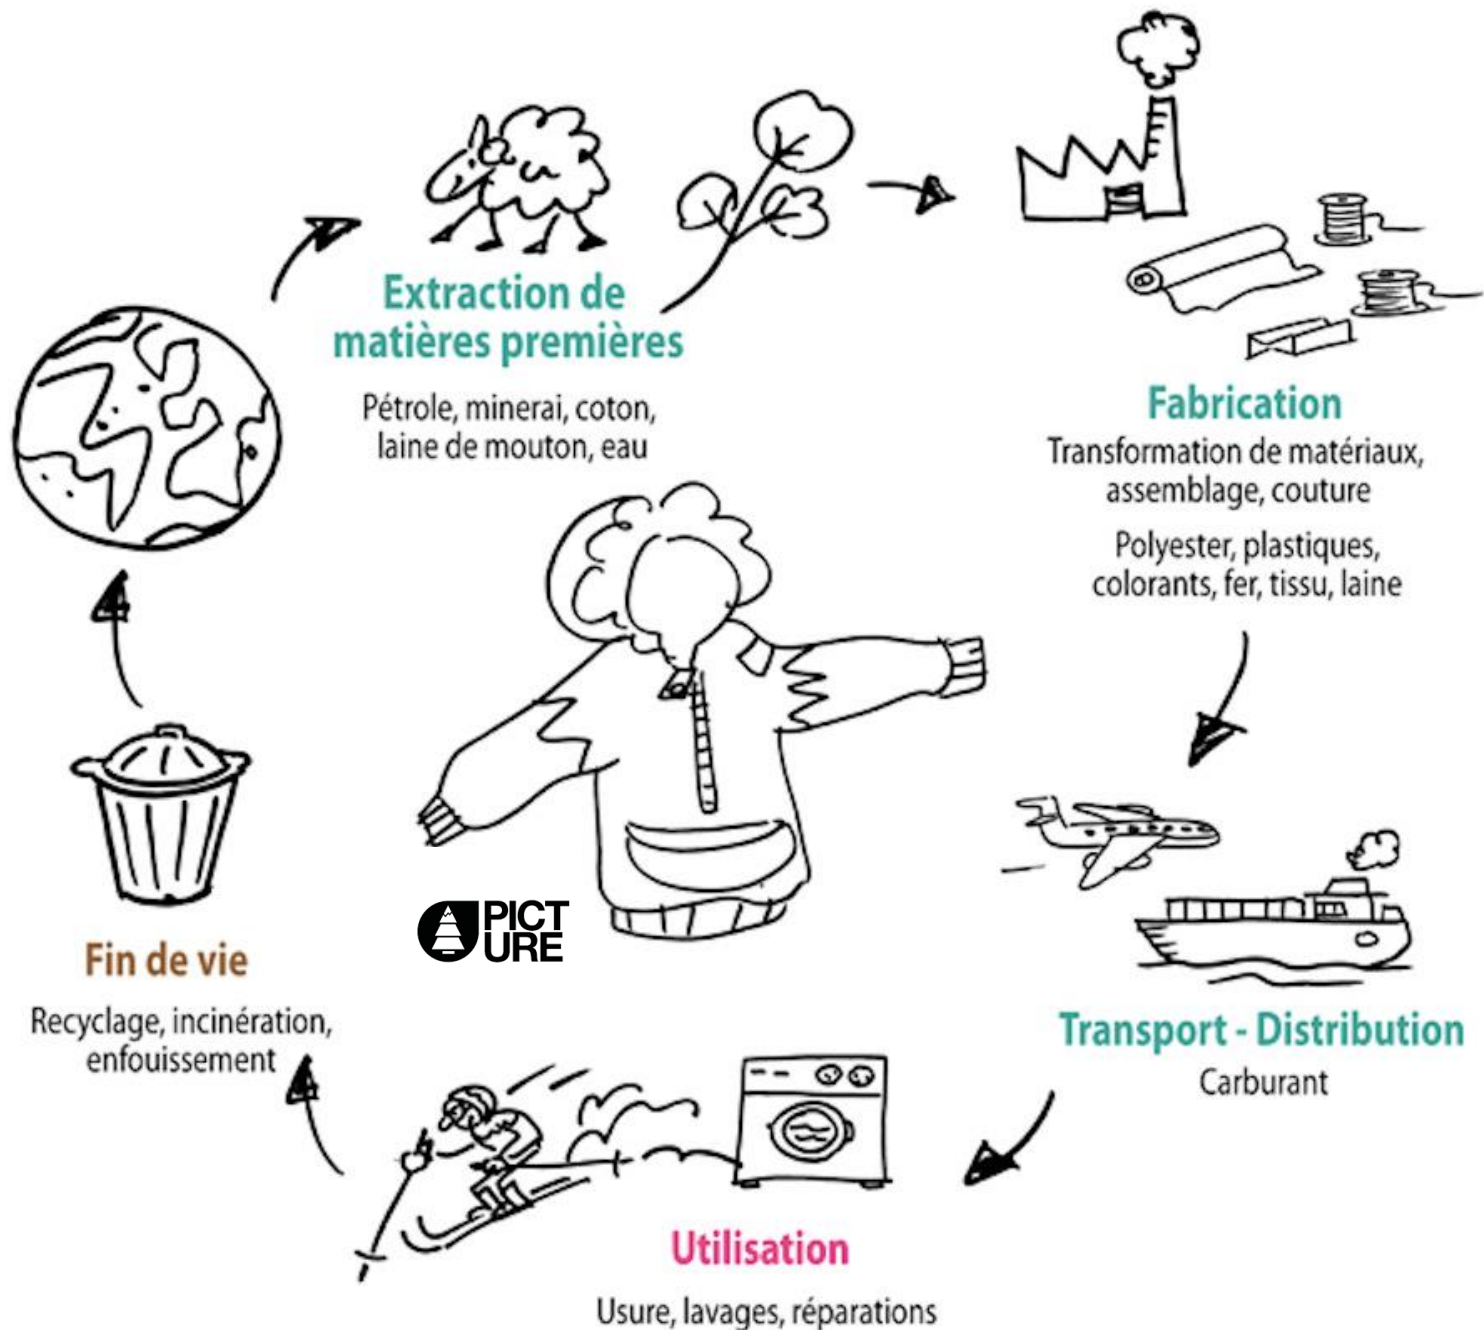 Extraction de
matières premières
Pétrole, minerai, coton,
laine de mouton, eau
Fabrication
Transformation de matériaux,
assemblage, couture
Polyester, plastiques,
colorants, fer, tissu, laine
Transport - Distribution
Carburant
Utilisation
Usure, lavages, réparations
Fin de vie
Recyclage, incinération,
enfouissement
PICT
URE